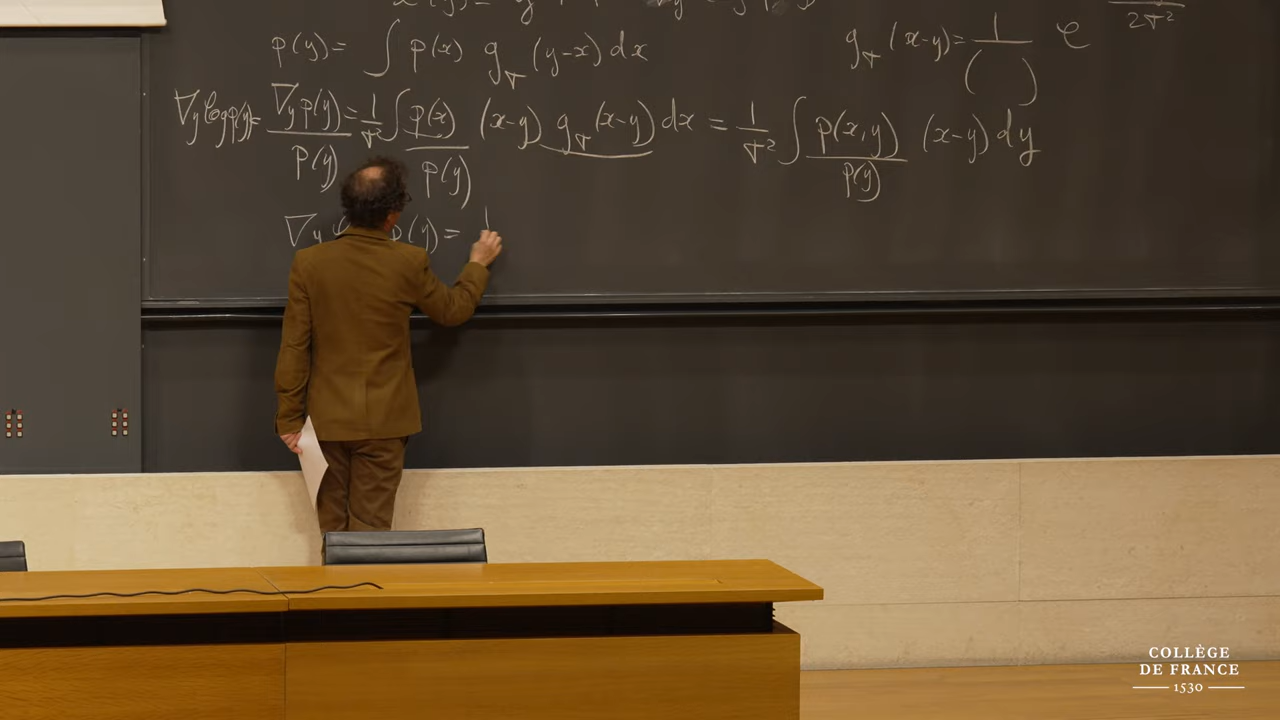 p(y) = ∫ p(x) g_σ (y-x) dx
g_σ (x-y) = 1/( ) e 2σ²
∇_y log p(y) = ∇_y p(y)/p(y) = 1/σ² ∫ p(x)/p(y) (x-y) g_σ (x-y) dx = 1/σ² ∫ p(x,y)/p(y) (x-y) dy
∇_y p(y) =
COLLÈGE
DE FRANCE
1530